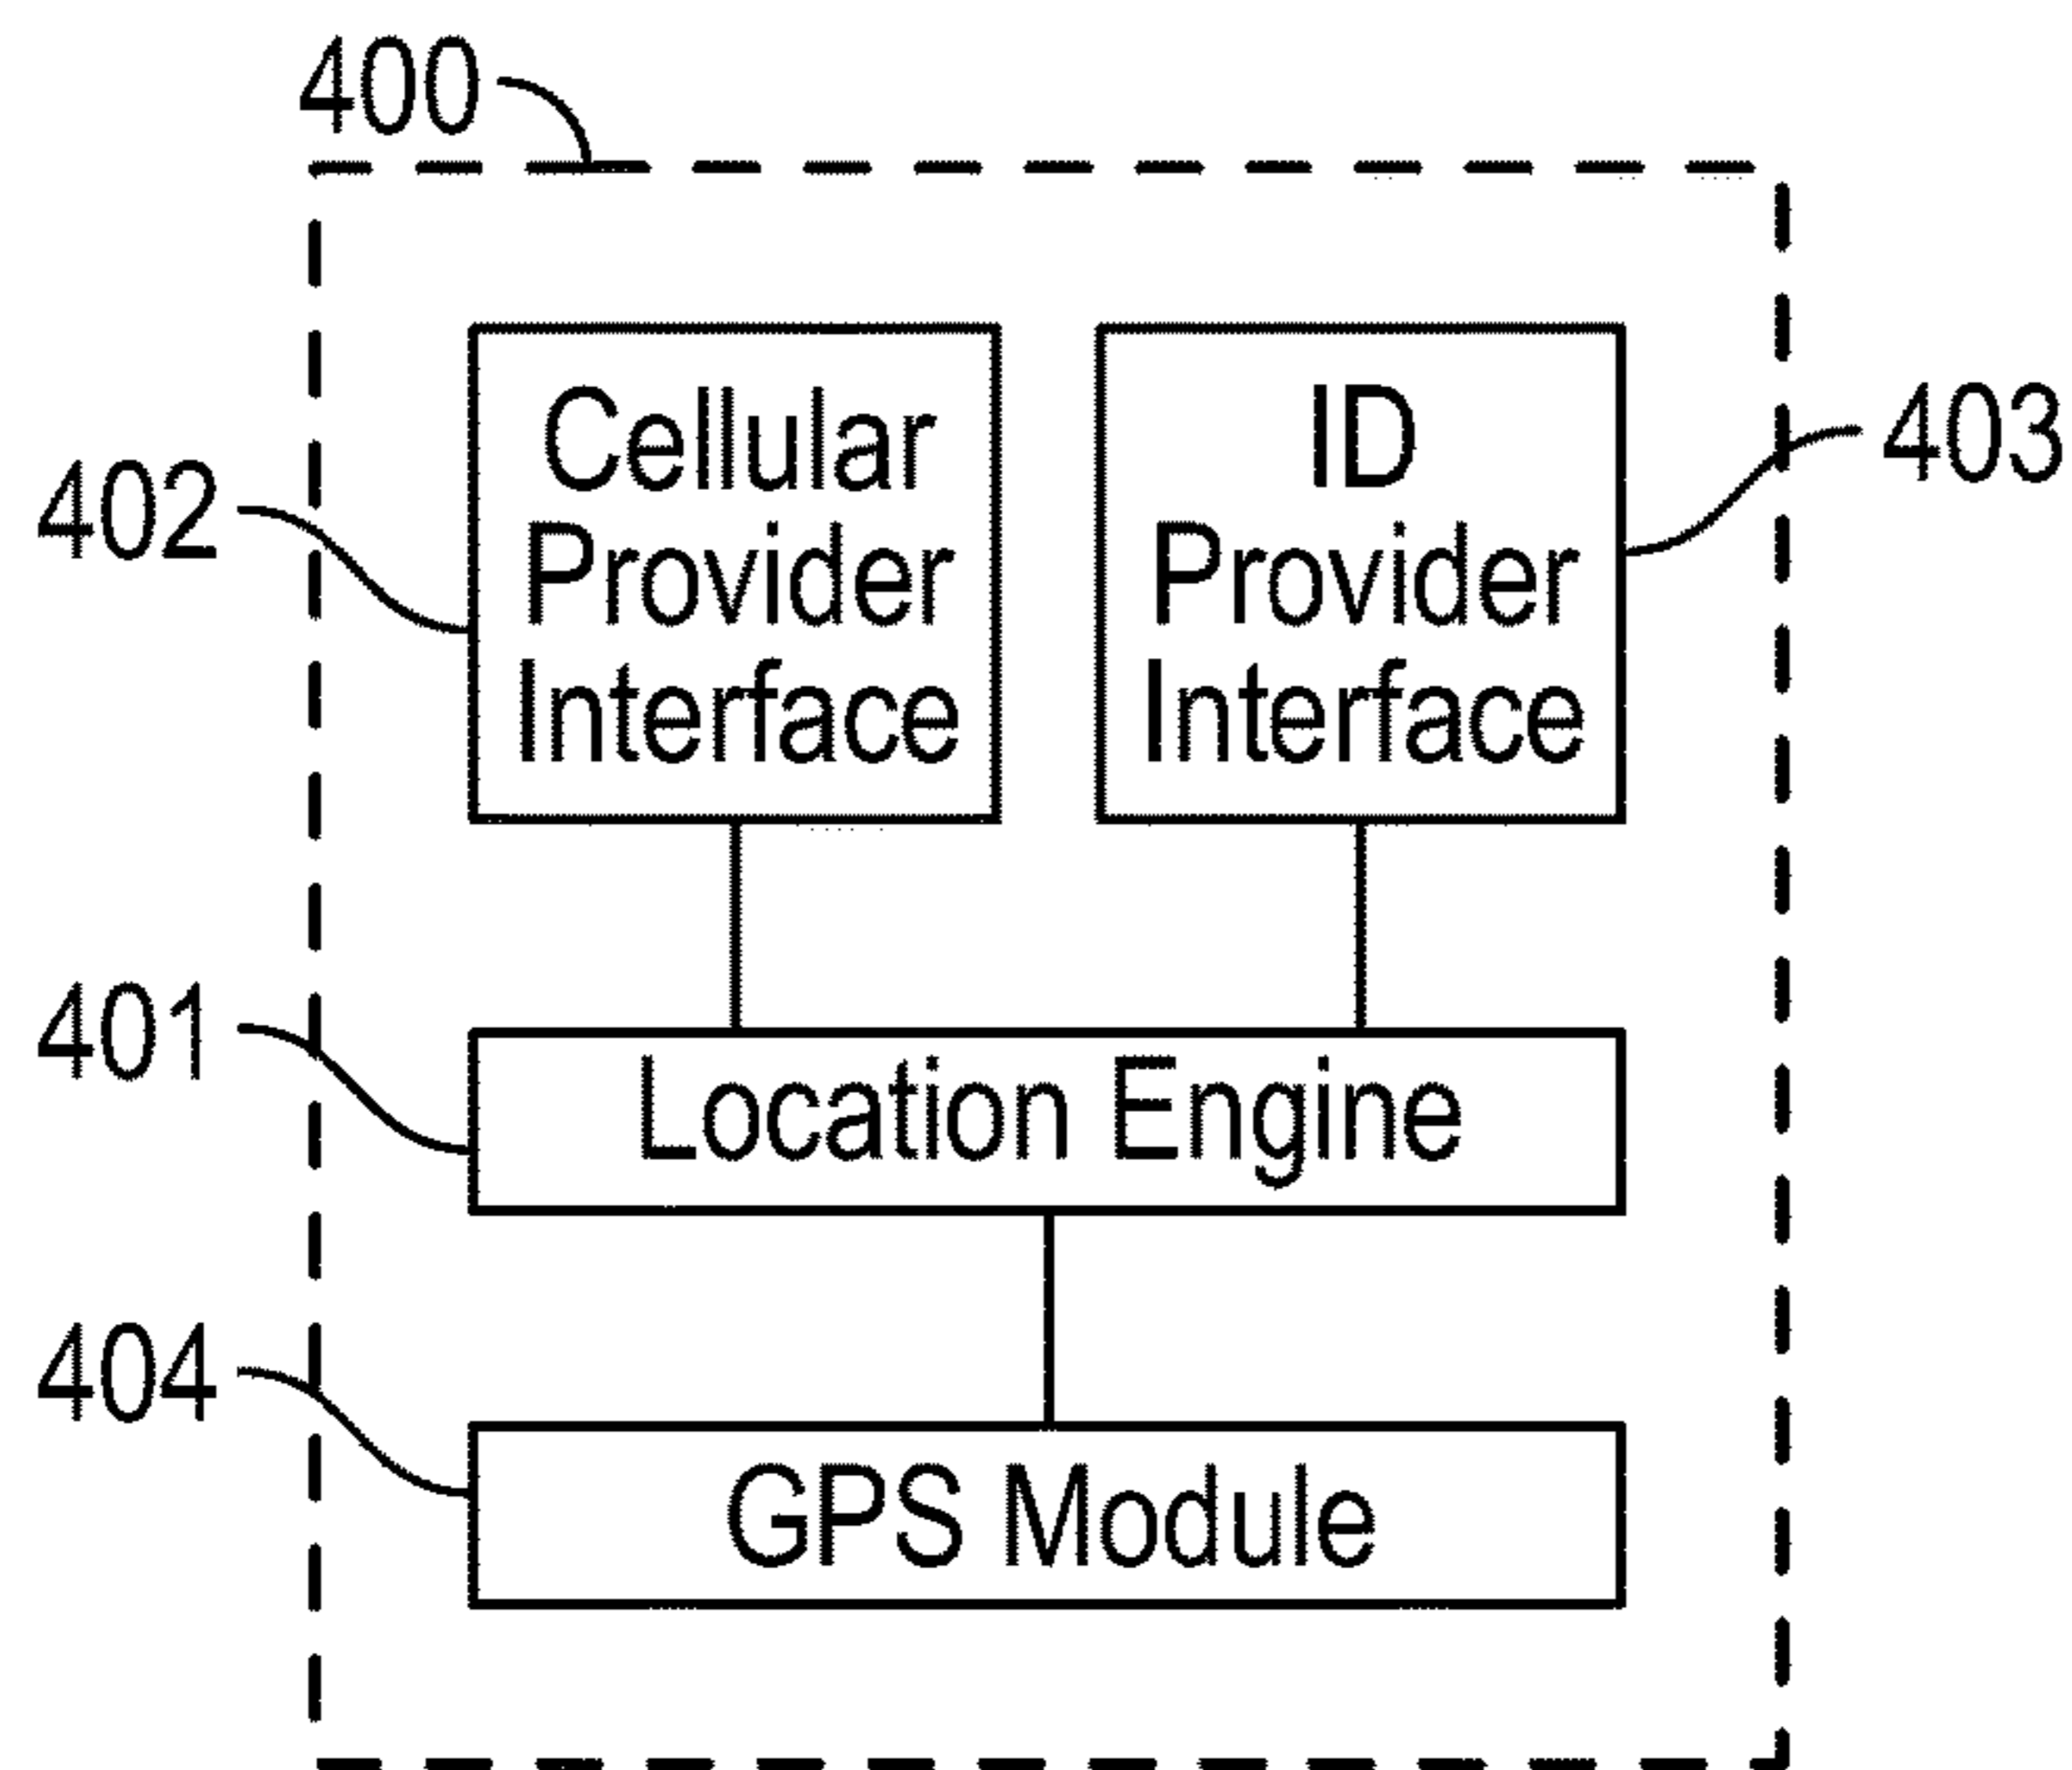 400
Cellular
Provider
Interface
ID
Provider
Interface
403
402
401
Location Engine
404
GPS Module